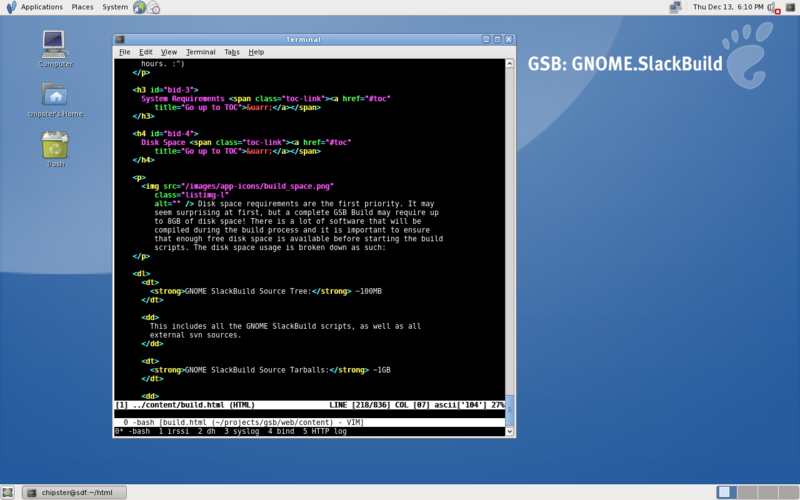 Applications Places System
Thu Dec 13, 6:10 PM
Computer
chipster's Home
Trash
GSB: GNOME.SlackBuild
Terminal
File Edit View Terminal Tabs Help
hours. :^)
</p>
<h3 id="bid-3">
System Requirements <span class="toc-link"><a href="#toc"
title="Go up to TOC">&uarr;</a></span>
</h3>
<h4 id="bid-4">
Disk Space <span class="toc-link"><a href="#toc"
title="Go up to TOC">&uarr;</a></span>
</h4>
<p>
<img src="/images/app-icons/build_space.png"
class="listimg-l"
alt="" /> Disk space requirements are the first priority. It may
seem surprising at first, but a complete GSB Build may require up
to 8GB of disk space! There is a lot of software that will be
compiled during the build process and it is important to ensure
that enough free disk space is available before starting the build
scripts. The disk space usage is broken down as such:
</p>
<dl>
<dt>
<strong>GNOME SlackBuild Source Tree:</strong> ~100MB
</dt>
<dd>
This includes all the GNOME SlackBuild scripts, as well as all
external svn sources.
</dd>
<dt>
<strong>GNOME SlackBuild Source Tarballs:</strong> ~1GB
</dt>
<dd>
[1] ../content/build.html (HTML) LINE [218/836] COL [07] ascii['104'] 27%
0 -bash [build.html (~/projects/gsb/web/content) - VIM]
0* -bash 1 irssi 2 dh 3 syslog 4 bind 5 HTTP log
chipster@sdf:~/html